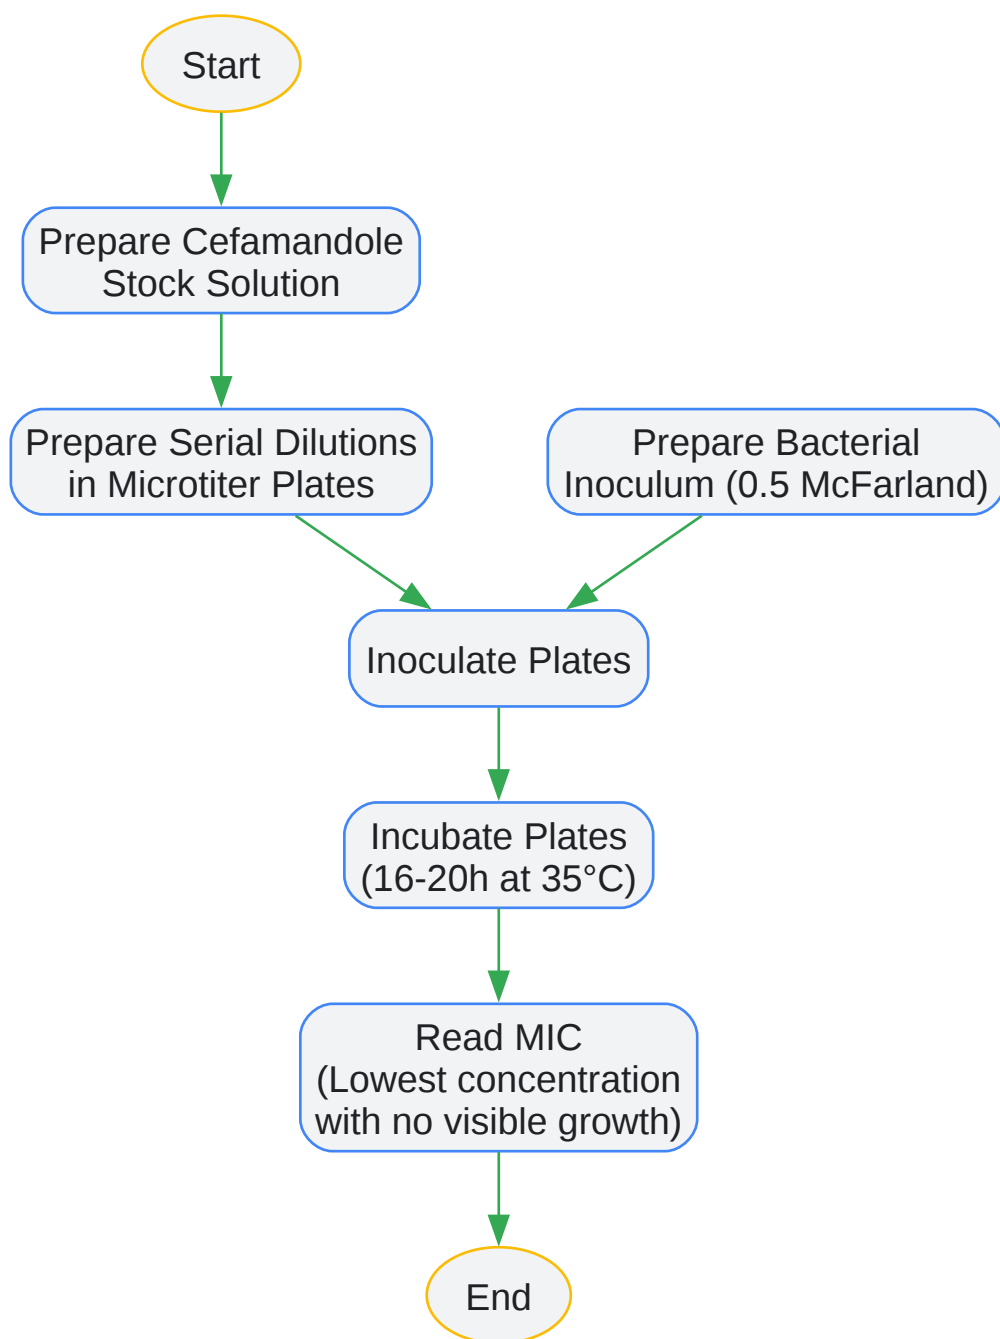 Start
Prepare Cefamandole
Stock Solution
Prepare Serial Dilutions
in Microtiter Plates
Prepare Bacterial
Inoculum (0.5 McFarland)
Inoculate Plates
Incubate Plates
(16-20h at 35°C)
Read MIC
(Lowest concentration
with no visible growth)
End